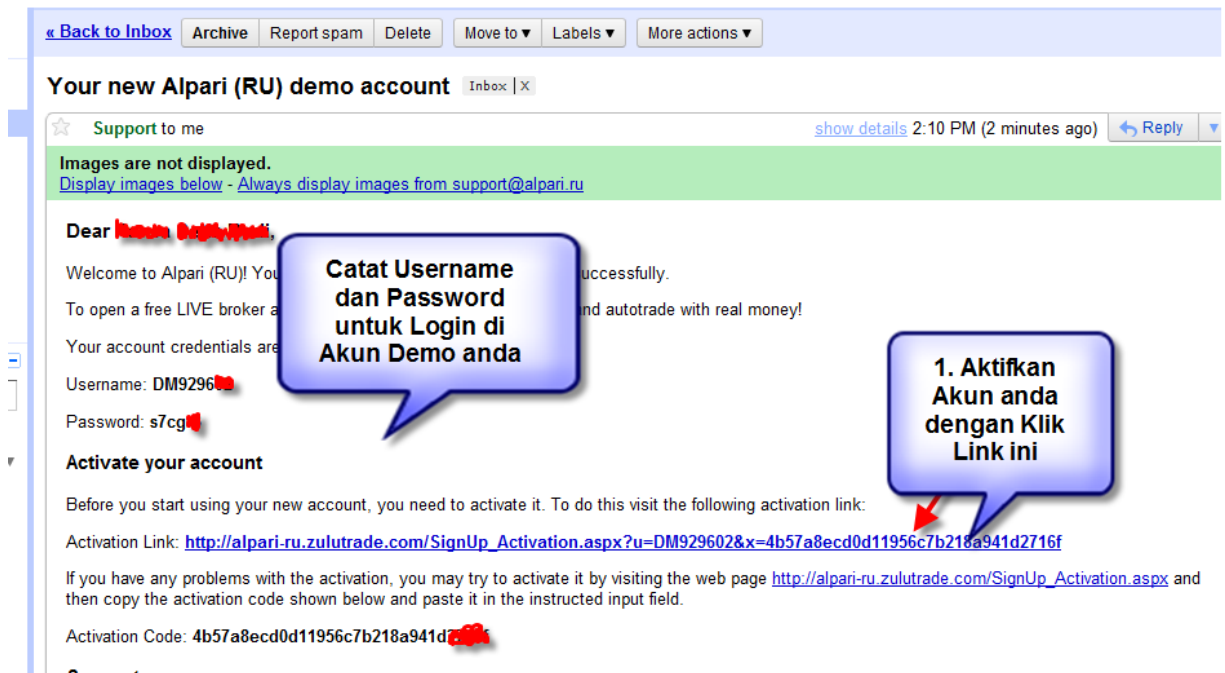 « Back to Inbox Archive Report spam Delete Move to ▼ Labels ▼ More actions ▼
Your new Alpari (RU) demo account Inbox | X
Support to me show details 2:10 PM (2 minutes ago) Reply ▼
Images are not displayed.
Display images below - Always display images from support@alpari.ru
Dear
Welcome to Alpari (RU)! uccessfully.
To open a free LIVE broker nd autotrade with real money!
Your account credentials are
Username: DM9296
Password: s7cg
Catat Username
dan Password
untuk Login di
Akun Demo anda
1. Aktifkan
Akun anda
dengan Klik
Link ini
Activate your account
Before you start using your new account, you need to activate it. To do this visit the following activation link:
Activation Link: http://alpari-ru.zulutrade.com/SignUp_Activation.aspx?u=DM929602&x=4b57a8ecd0d11956c7b218a941d2716f
If you have any problems with the activation, you may try to activate it by visiting the web page http://alpari-ru.zulutrade.com/SignUp_Activation.aspx and
then copy the activation code shown below and paste it in the instructed input field.
Activation Code: 4b57a8ecd0d11956c7b218a941d